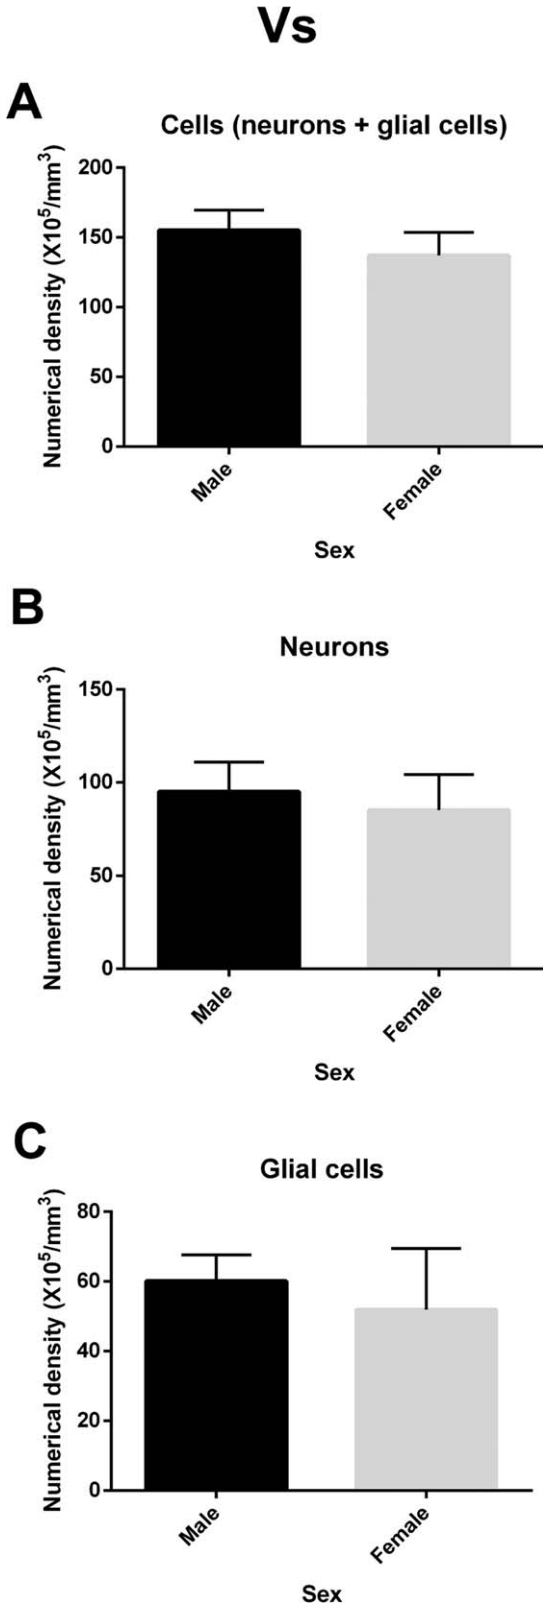 Vs
A
Cells (neurons + glial cells)
Numerical density (X10⁵/mm³)
200
150
100
50
0
Male
Female
Sex
B
Neurons
Numerical density (X10⁵/mm³)
150
100
50
0
Male
Female
Sex
C
Glial cells
Numerical density (X10⁵/mm³)
80
60
40
20
0
Male
Female
Sex